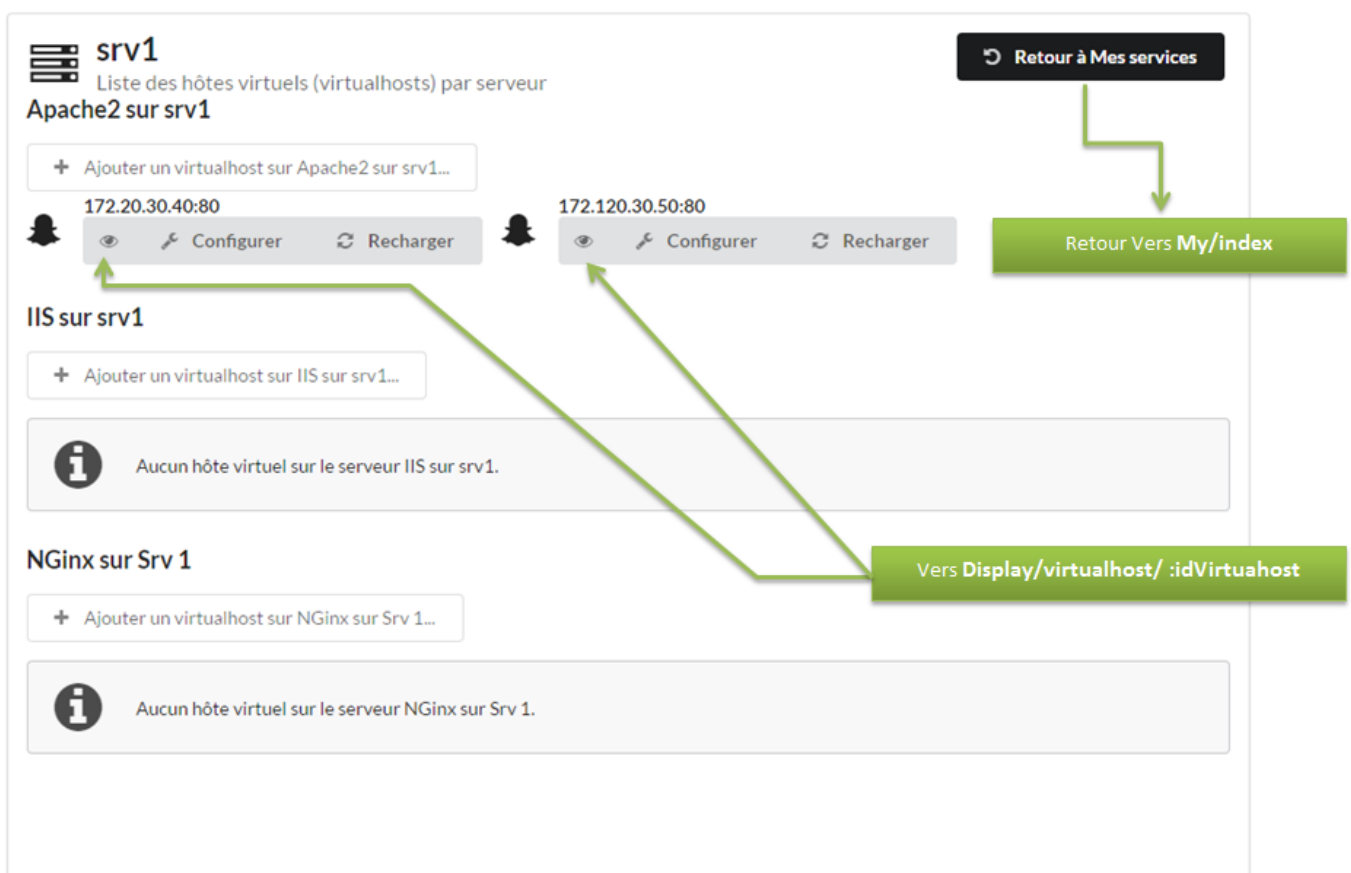 srv1
Retour à Mes services
Liste des hôtes virtuels (virtualhosts) par serveur
Apache2 sur srv1
Ajouter un virtualhost sur Apache2 sur srv1...
172.20.30.40:80
172.120.30.50:80
Configurer Recharger
Configurer Recharger
Retour Vers My/index
IIS sur srv1
Ajouter un virtualhost sur IIS sur srv1...
Aucun hôte virtuel sur le serveur IIS sur srv1.
NGinx sur Srv 1
Vers Display/virtualhost/ :idVirtuahost
Ajouter un virtualhost sur NGinx sur Srv 1...
Aucun hôte virtuel sur le serveur NGinx sur Srv 1.